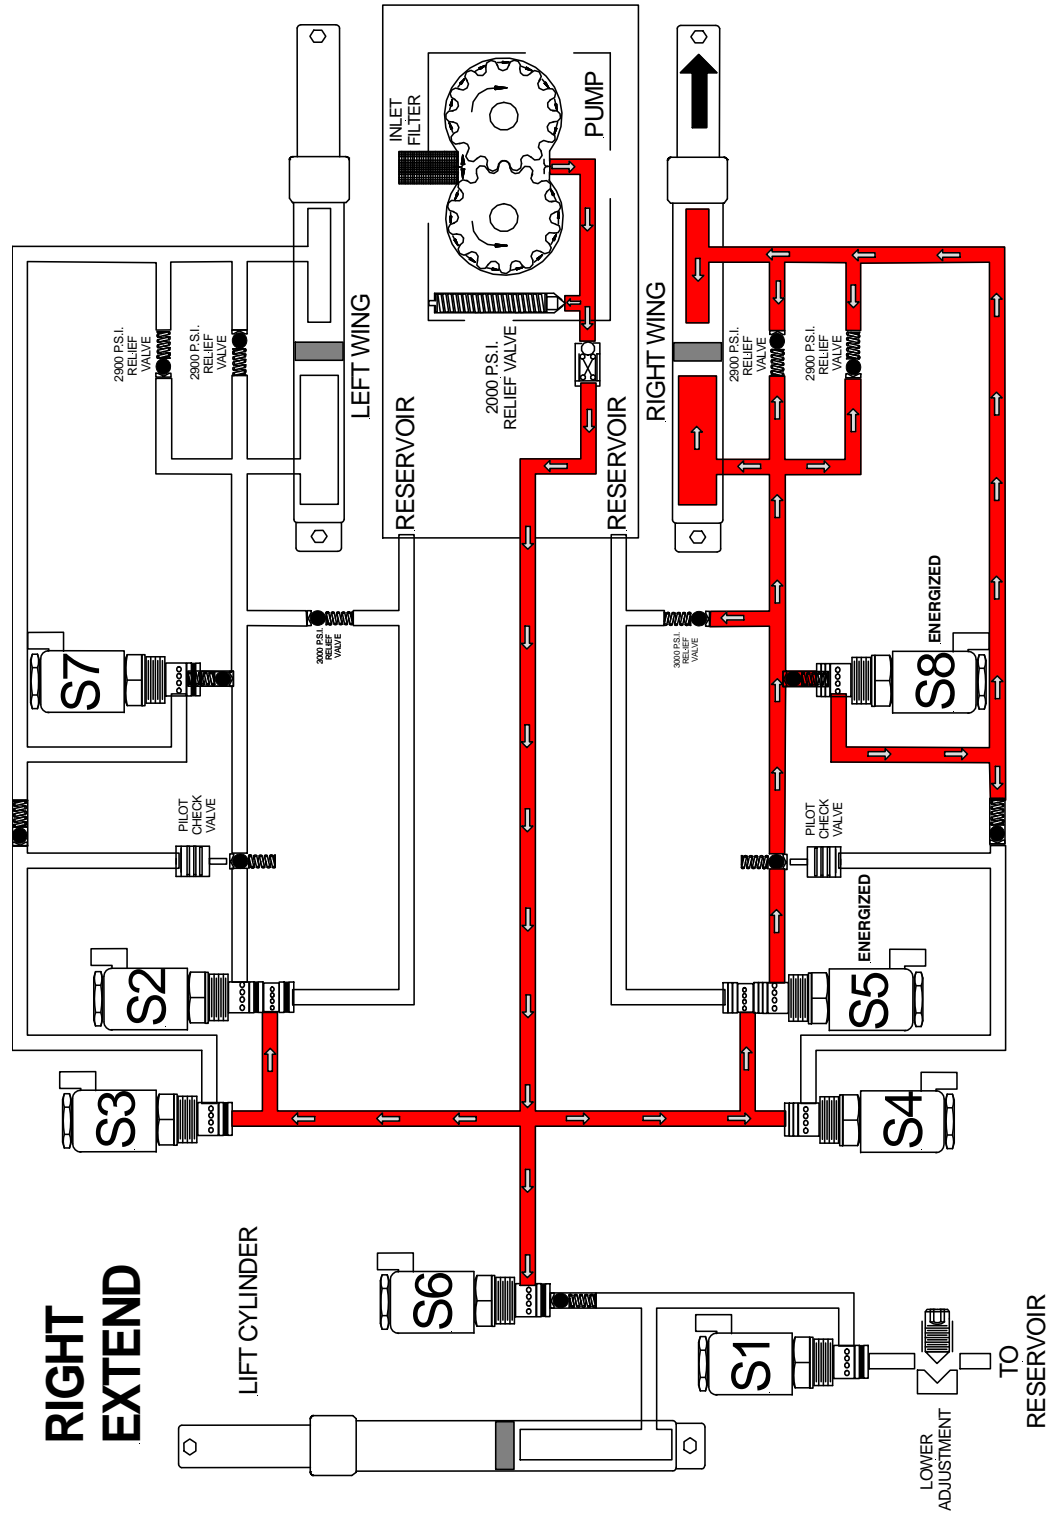 INLET
FILTER
PUMP
2000 P.S.I.
RELIEF VALVE
2900 P.S.I.
RELIEF
VALVE
2900 P.S.I.
RELIEF
VALVE
LEFT WING
RESERVOIR
RESERVOIR
RIGHT WING
2900 P.S.I.
RELIEF
VALVE
2900 P.S.I.
RELIEF
VALVE
3000 P.S.I.
RELIEF
VALVE
3000 P.S.I.
RELIEF
VALVE
S7
S8
ENERGIZED
PILOT
CHECK
VALVE
PILOT
CHECK
VALVE
S2
S5
ENERGIZED
S3
S4
RIGHT
EXTEND
LIFT CYLINDER
S6
S1
LOWER
ADJUSTMENT
TO
RESERVOIR